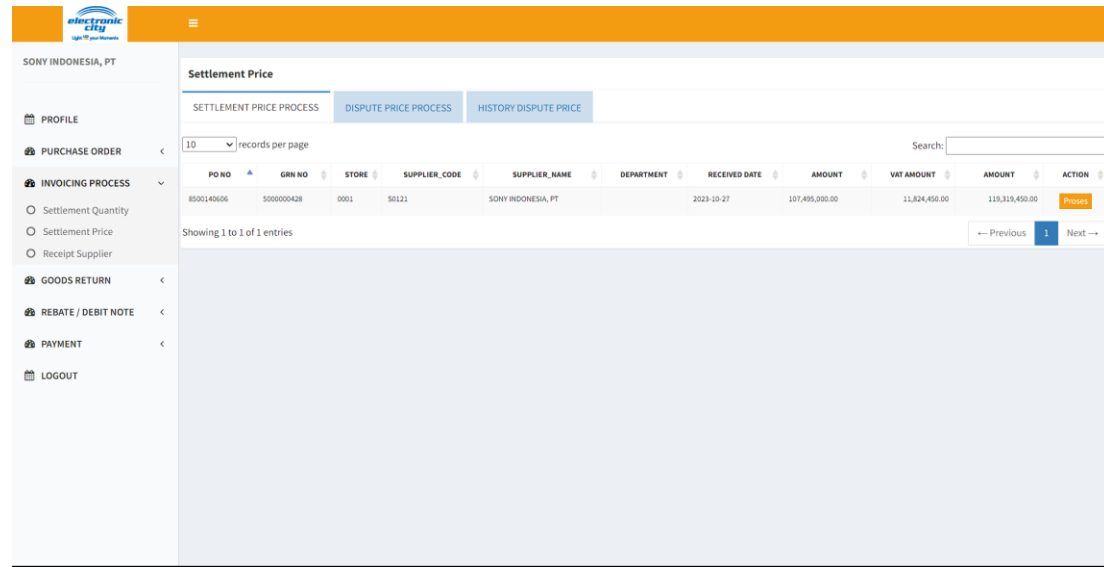 electronic
city
Light Up your Moments
SONY INDONESIA, PT
PROFILE
PURCHASE ORDER
INVOICING PROCESS
Settlement Quantity
Settlement Price
Receipt Supplier
GOODS RETURN
REBATE / DEBIT NOTE
PAYMENT
LOGOUT
Settlement Price
SETTLEMENT PRICE PROCESS DISPUTE PRICE PROCESS HISTORY DISPUTE PRICE
10 records per page Search:
PO NO GRN NO STORE SUPPLIER_CODE SUPPLIER_NAME DEPARTMENT RECEIVED DATE AMOUNT VAT AMOUNT AMOUNT ACTION
8500140606 5000000428 0001 S0121 SONY INDONESIA, PT 2023-10-27 107,495,000.00 11,824,450.00 119,319,450.00 Proses
Showing 1 to 1 of 1 entries ← Previous 1 Next →